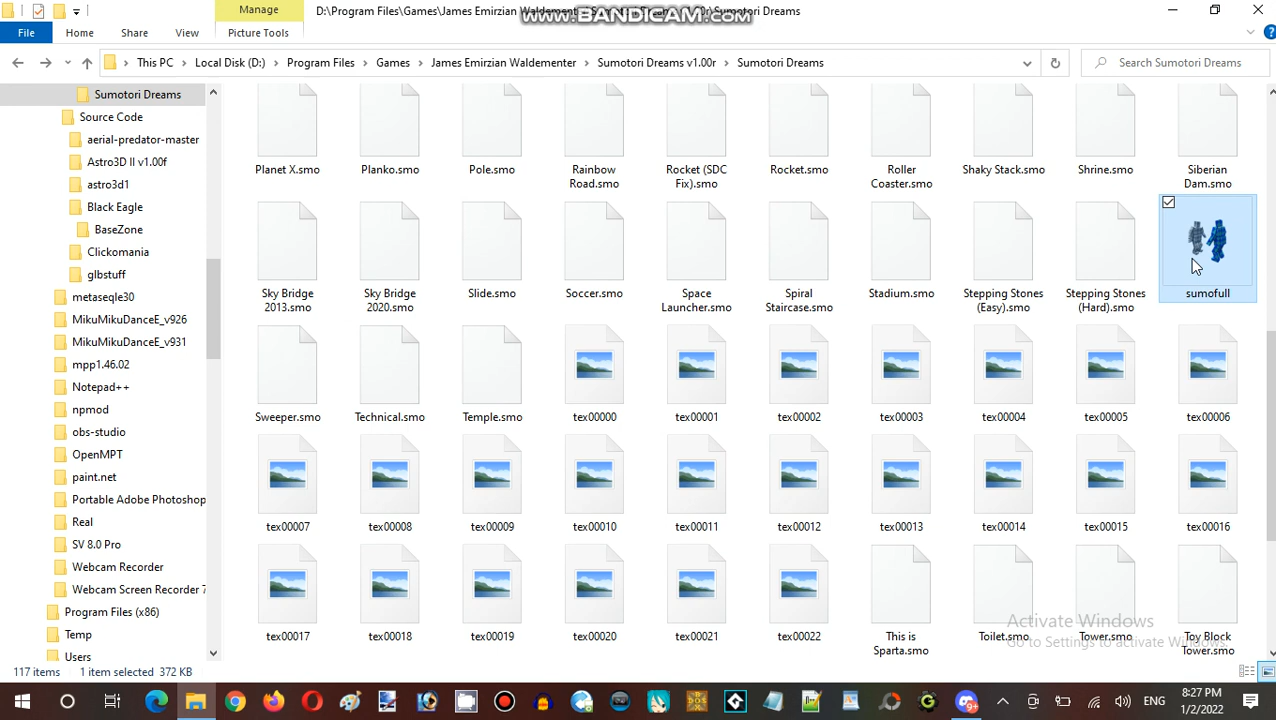 Manage
D:\Program Files\Games\James Emirzian Waldementer\Sumotori Dreams v1.00r\Sumotori Dreams
www.BANDICAM.com
File
Home
Share
View
Picture Tools
This PC > Local Disk (D:) > Program Files > Games > James Emirzian Waldementer > Sumotori Dreams v1.00r > Sumotori Dreams
Search Sumotori Dreams
Sumotori Dreams
Source Code
aerial-predator-master
Astro3D II v1.00f
astro3d1
Black Eagle
BaseZone
Clickomania
glbstuff
metaseqle30
MikuMikuDanceE_v926
MikuMikuDanceE_v931
mpp1.46.02
Notepad++
npmod
obs-studio
OpenMPT
paint.net
Portable Adobe Photoshop
Real
SV 8.0 Pro
Webcam Recorder
Webcam Screen Recorder 7
Program Files (x86)
Temp
Users
Planet X.smo
Planko.smo
Pole.smo
Rainbow
Road.smo
Rocket (SDC
Fix).smo
Rocket.smo
Roller
Coaster.smo
Shaky Stack.smo
Shrine.smo
Siberian
Dam.smo
Sky Bridge
2013.smo
Sky Bridge
2020.smo
Slide.smo
Soccer.smo
Space
Launcher.smo
Spiral
Staircase.smo
Stadium.smo
Stepping Stones
(Easy).smo
Stepping Stones
(Hard).smo
sumofull
Sweeper.smo
Technical.smo
Temple.smo
tex00000
tex00001
tex00002
tex00003
tex00004
tex00005
tex00006
tex00007
tex00008
tex00009
tex00010
tex00011
tex00012
tex00013
tex00014
tex00015
tex00016
tex00017
tex00018
tex00019
tex00020
tex00021
tex00022
This is
Sparta.smo
Toilet.smo
Tower.smo
Toy Block
Tower.smo
Activate Windows
Go to Settings to activate Windows.
117 items
1 item selected 372 KB
9+
ENG
8:27 PM
1/2/2022